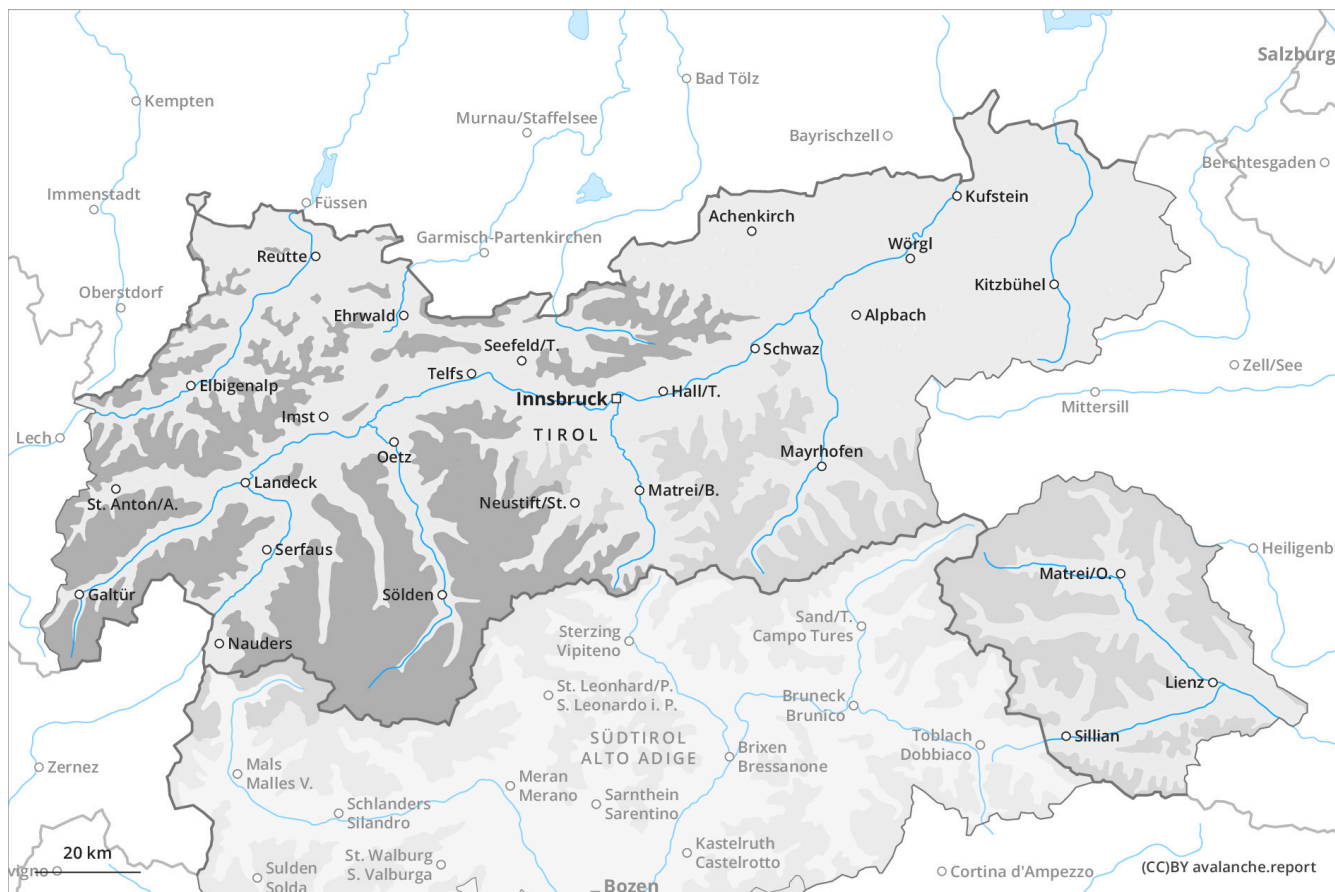 Salzburg
Kempten
Bad Tölz
Murnau/Staffelsee
Bayrischzell
Berchtesgaden
Immenstadt
Füssen
Kufstein
Achenkirch
Garmisch-Partenkirchen
Wörgl
Reutte
Kitzbühel
Oberstdorf
Ehrwald
Alpbach
Seefeld/T.
Schwaz
Zell/See
Telfs
Elbigenalp
Hall/T.
Innsbruck
Mittersill
Imst
Lech
TIROL
Oetz
Mayrhofen
Landeck
Matrei/B.
St. Anton/A.
Neustift/St.
Serfaus
Heiligenb
Matrei/O.
Galtür
Sölden
Sand/T.
Campo Tures
Sterzing
Vipiteno
Nauders
Lienz
St. Leonhard/P.
S. Leonardo i. P.
Bruneck
Brunico
SÜDTIROL
ALTO ADIGE
Toblach
Dobbiaco
Sillian
Brixen
Bressanone
Zernez
Mals
Malles V.
Meran
Merano
Schlanders
Silandro
Sarnthein
Sarentino
Kastelruth
Castelrotto
20 km
St. Walburg
S. Valburga
vigno
Sulden
Solda
Cortina d'Ampezzo
(CC)BY avalanche.report
Bozen